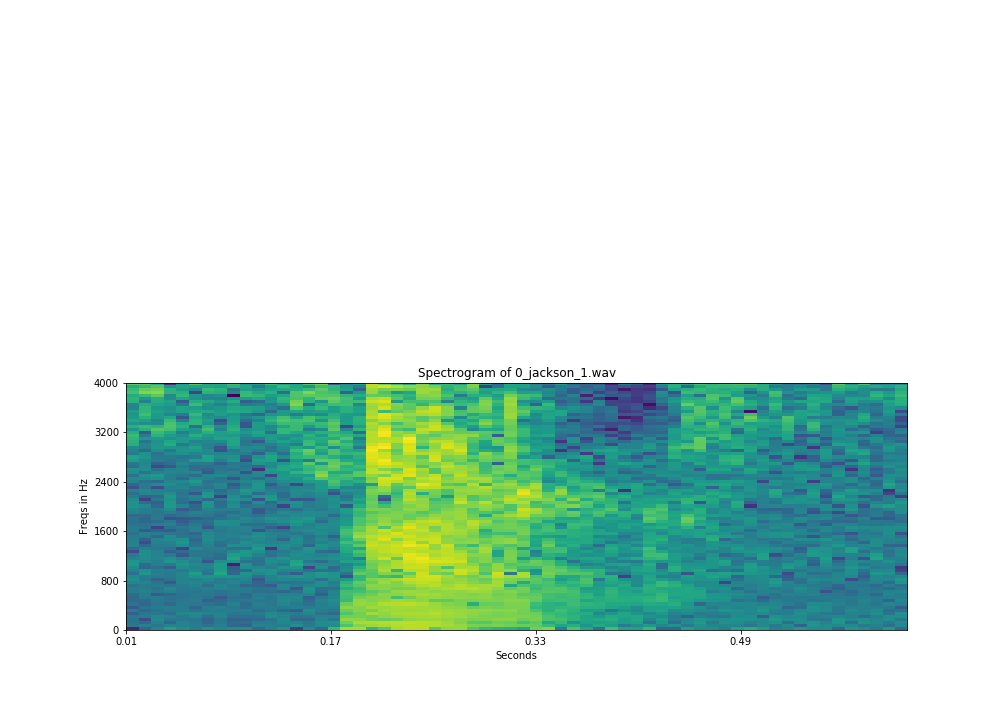 Spectrogram of 0_jackson_1.wav
4000
3200
2400
1600
800
0
Freqs in Hz
0.01 0.17 0.33 0.49
Seconds